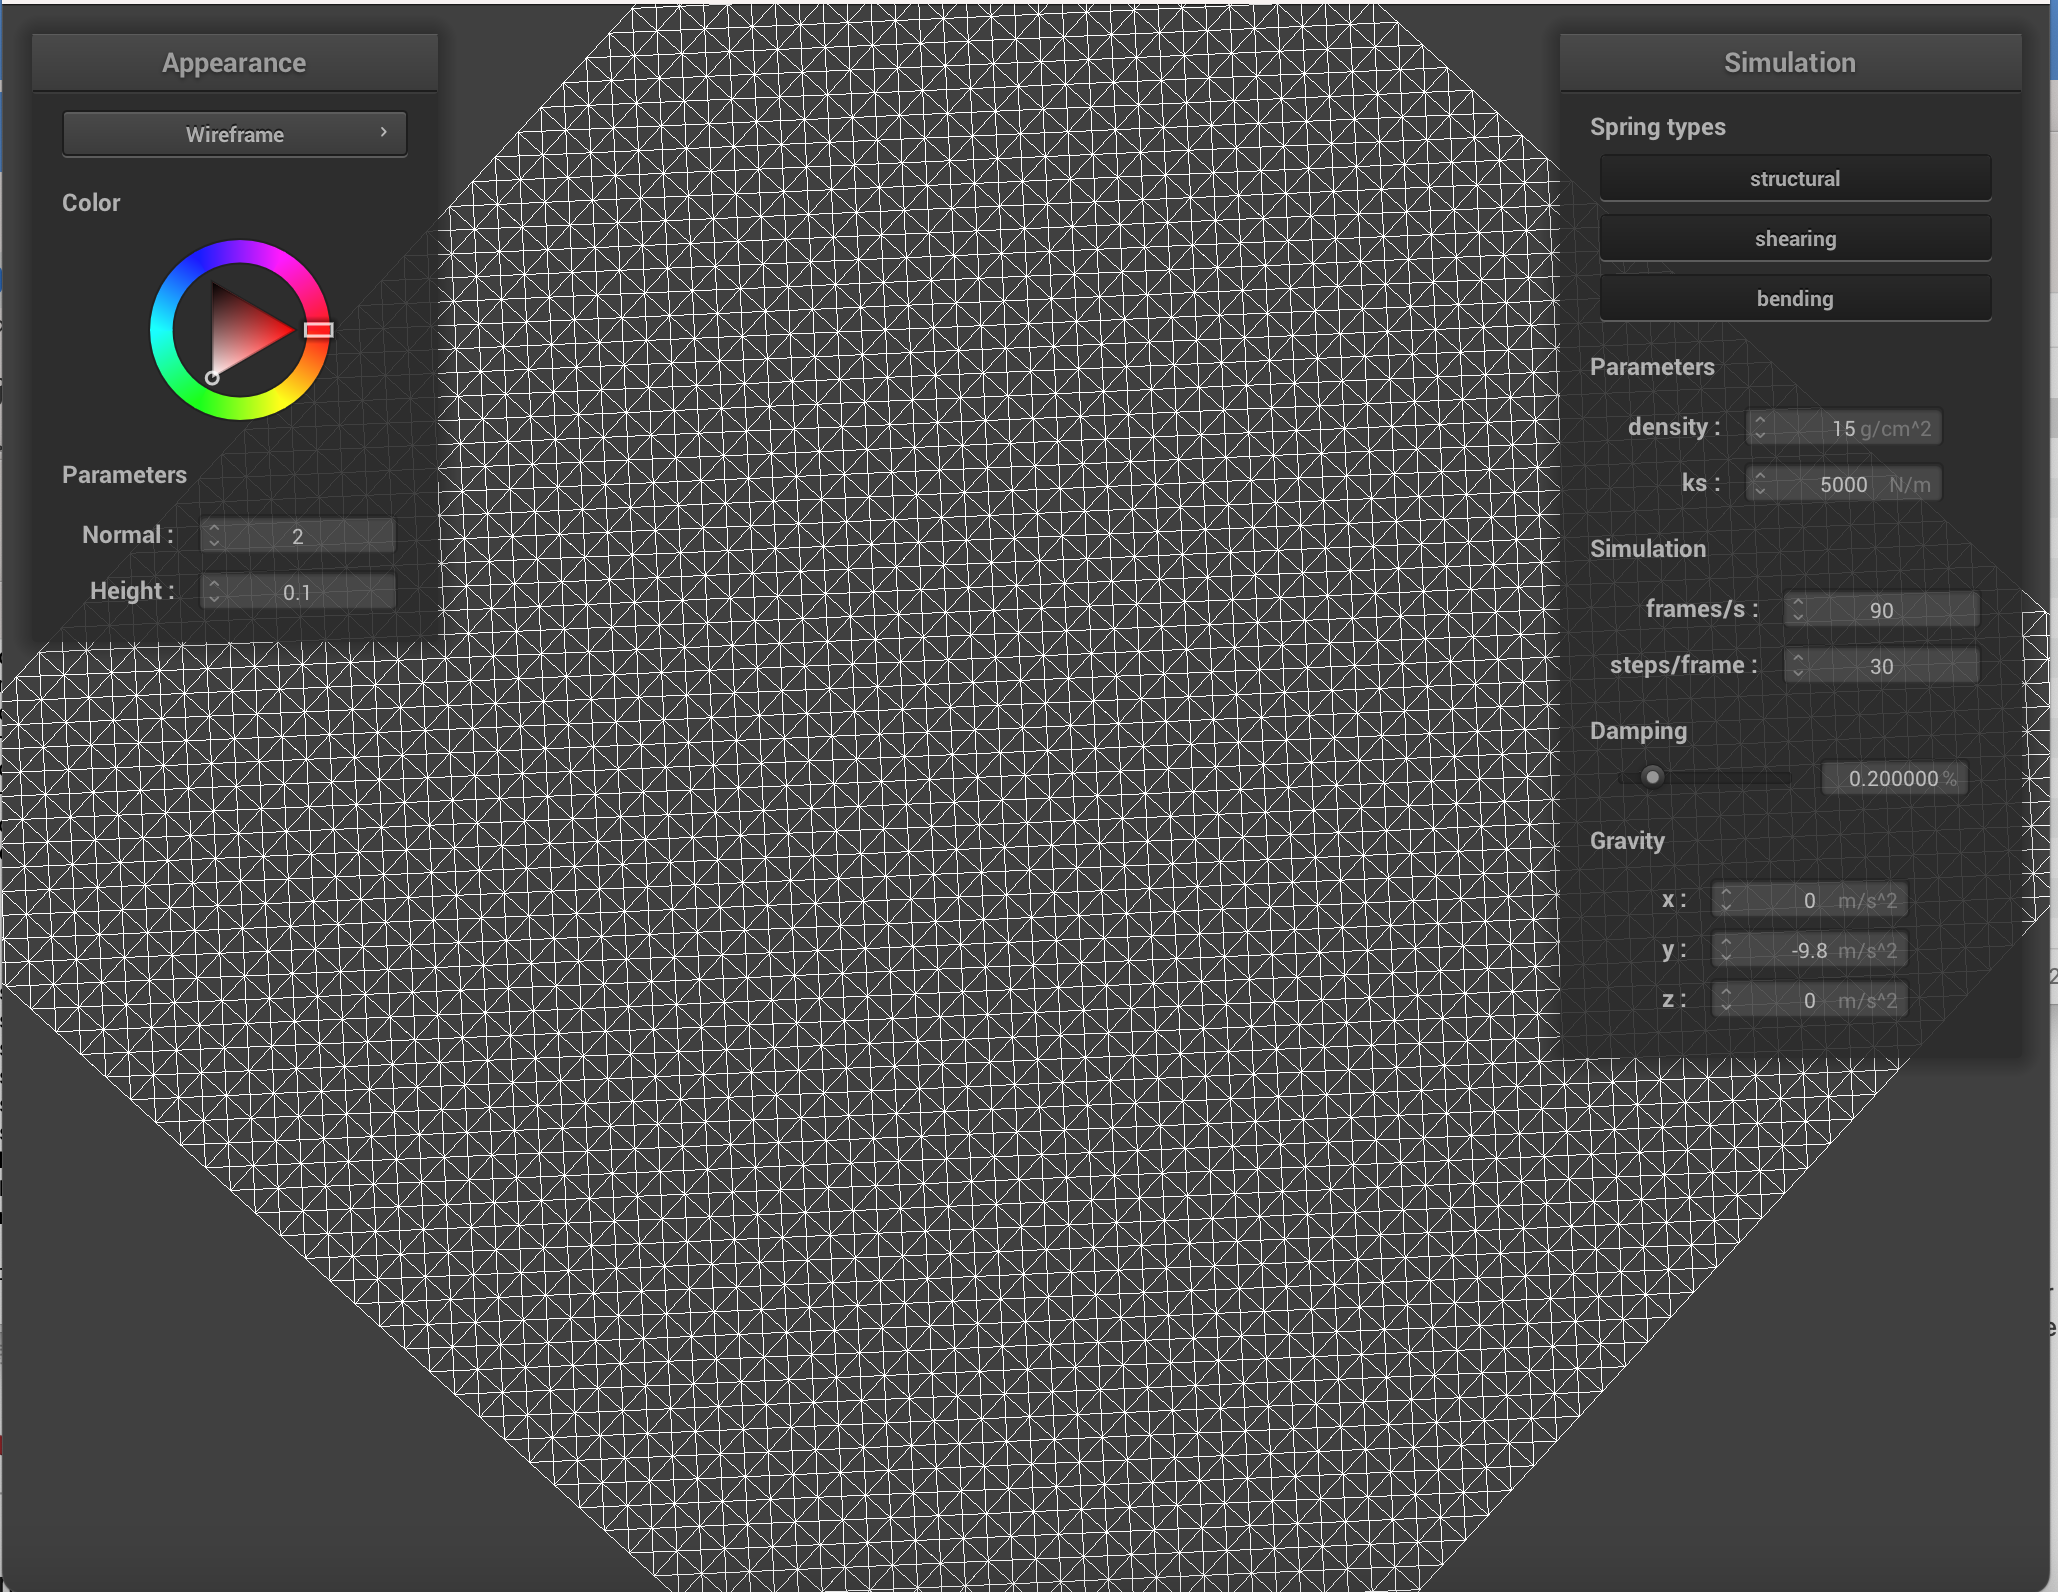 Appearance
Wireframe
Color
Parameters
Normal : 2
Height : 0.1
Simulation
Spring types
structural
shearing
bending
Parameters
density : 15 g/cm^2
ks : 5000 N/m
Simulation
frames/s : 90
steps/frame : 30
Damping
0.200000 %
Gravity
x : 0 m/s^2
y : -9.8 m/s^2
z : 0 m/s^2